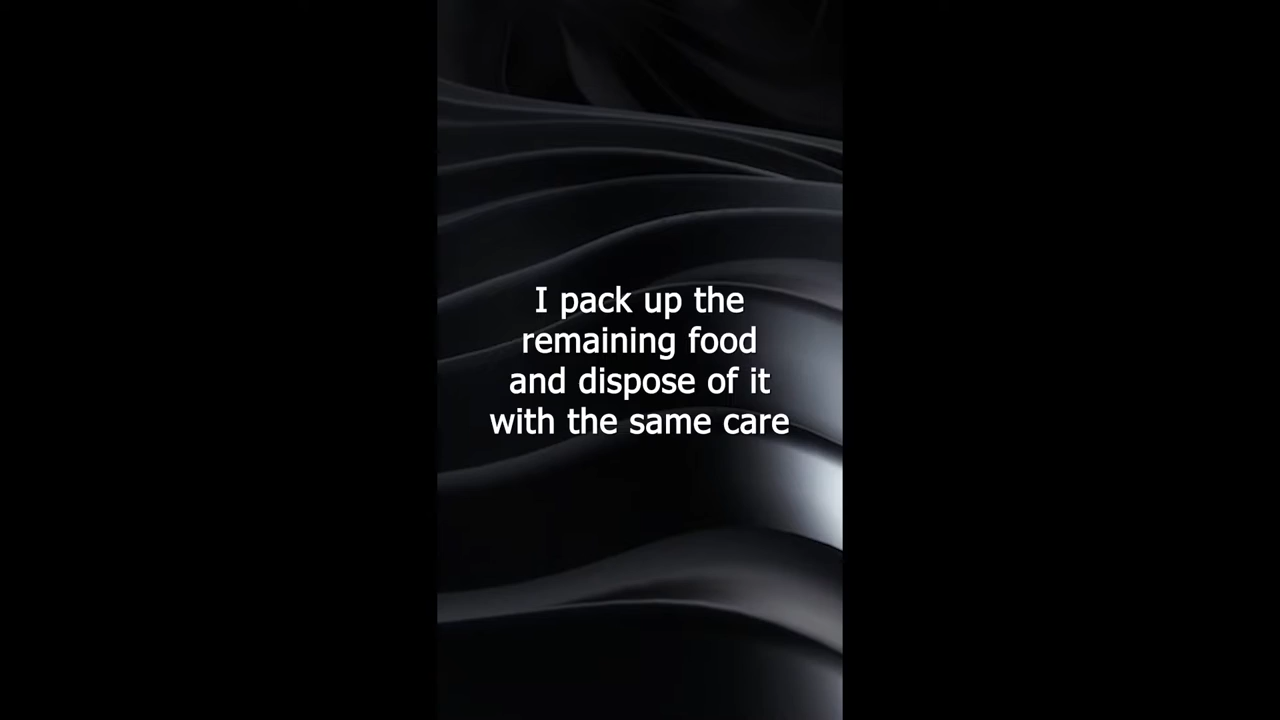 I pack up the
remaining food
and dispose of it
with the same care